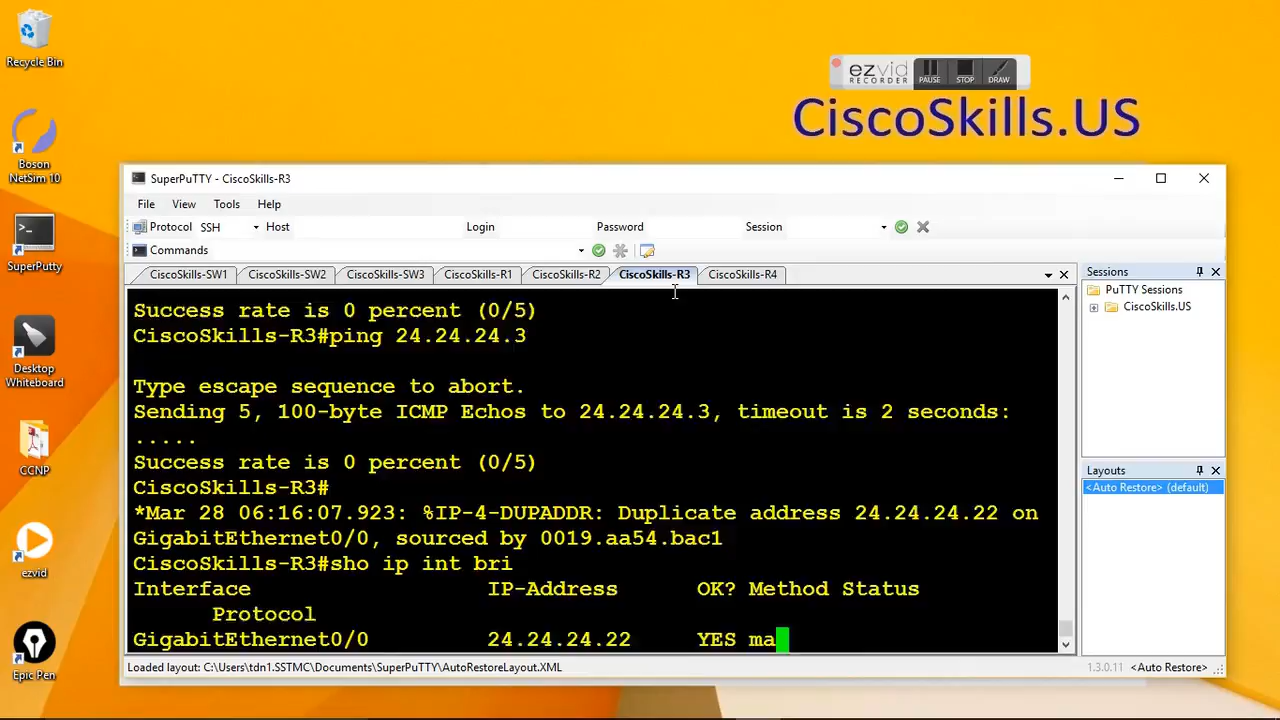 Recycle Bin
Boson
NetSim 10
SuperPutty
Desktop
Whiteboard
CCNP
ezvid
Epic Pen
ezvid
RECORDER
PAUSE
STOP
DRAW
CiscoSkills.US
SuperPuTTY - CiscoSkills-R3
File View Tools Help
Protocol SSH Host Login Password Session
Commands
CiscoSkills-SW1 CiscoSkills-SW2 CiscoSkills-SW3 CiscoSkills-R1 CiscoSkills-R2 CiscoSkills-R3 CiscoSkills-R4
Success rate is 0 percent (0/5)
CiscoSkills-R3#ping 24.24.24.3
Type escape sequence to abort.
Sending 5, 100-byte ICMP Echos to 24.24.24.3, timeout is 2 seconds:
.....
Success rate is 0 percent (0/5)
CiscoSkills-R3#
*Mar 28 06:16:07.923: %IP-4-DUPADDR: Duplicate address 24.24.24.22 on
GigabitEthernet0/0, sourced by 0019.aa54.bac1
CiscoSkills-R3#sho ip int bri
Interface IP-Address OK? Method Status
Protocol
GigabitEthernet0/0 24.24.24.22 YES ma
Sessions
PuTTY Sessions
CiscoSkills.US
Layouts
<Auto Restore> (default)
Loaded layout: C:\Users\tdn1.SSTMC\Documents\SuperPuTTY\AutoRestoreLayout.XML
1.3.0.11 <Auto Restore>